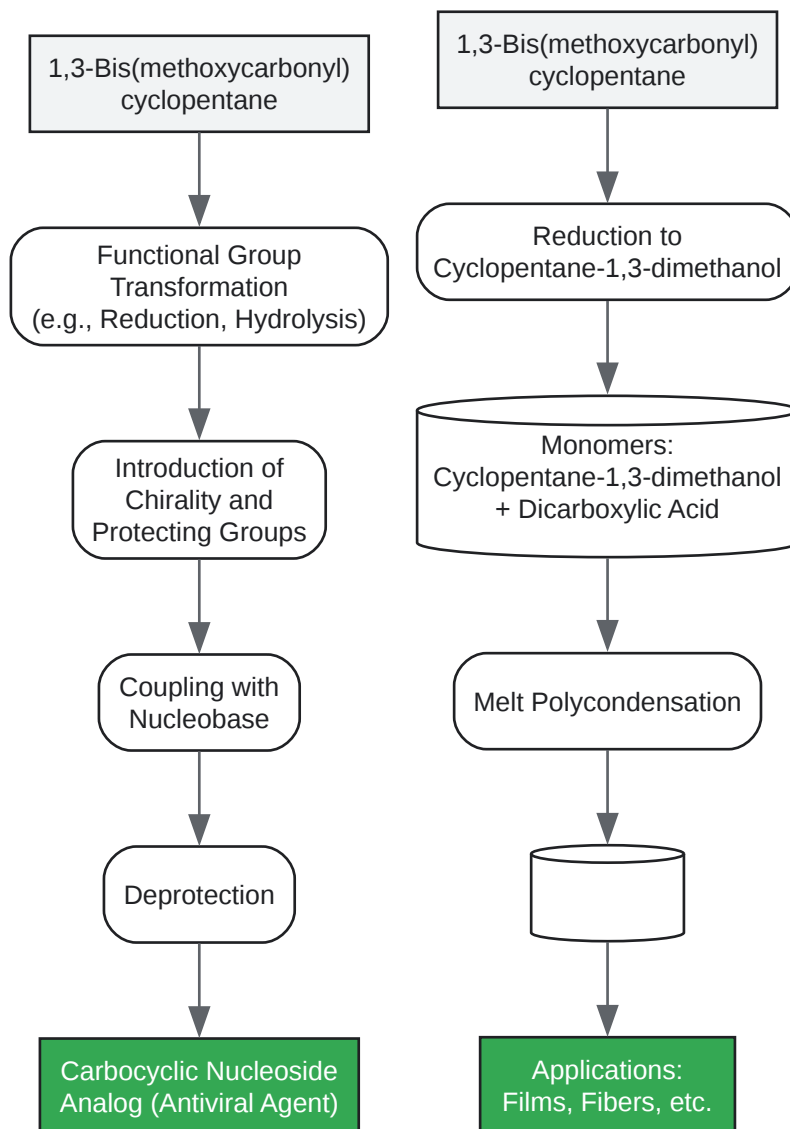 1,3-Bis(methoxycarbonyl)
cyclopentane
Functional Group
Transformation
(e.g., Reduction, Hydrolysis)
Introduction of
Chirality and
Protecting Groups
Coupling with
Nucleobase
Deprotection
Carbocyclic Nucleoside
Analog (Antiviral Agent)
1,3-Bis(methoxycarbonyl)
cyclopentane
Reduction to
Cyclopentane-1,3-dimethanol
Monomers:
Cyclopentane-1,3-dimethanol
+ Dicarboxylic Acid
Melt Polycondensation
Applications:
Films, Fibers, etc.